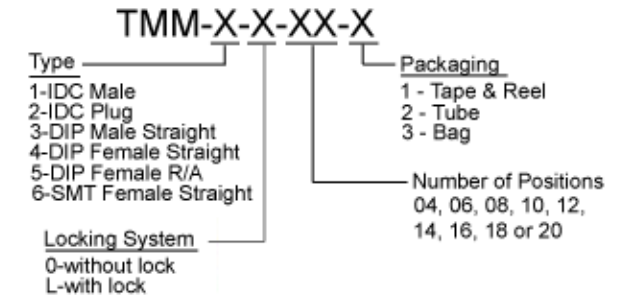 TMM-X-X-XX-X
Type
1-IDC Male
2-IDC Plug
3-DIP Male Straight
4-DIP Female Straight
5-DIP Female R/A
6-SMT Female Straight
Locking System
0-without lock
L-with lock
Packaging
1 - Tape & Reel
2 - Tube
3 - Bag
Number of Positions
04, 06, 08, 10, 12,
14, 16, 18 or 20